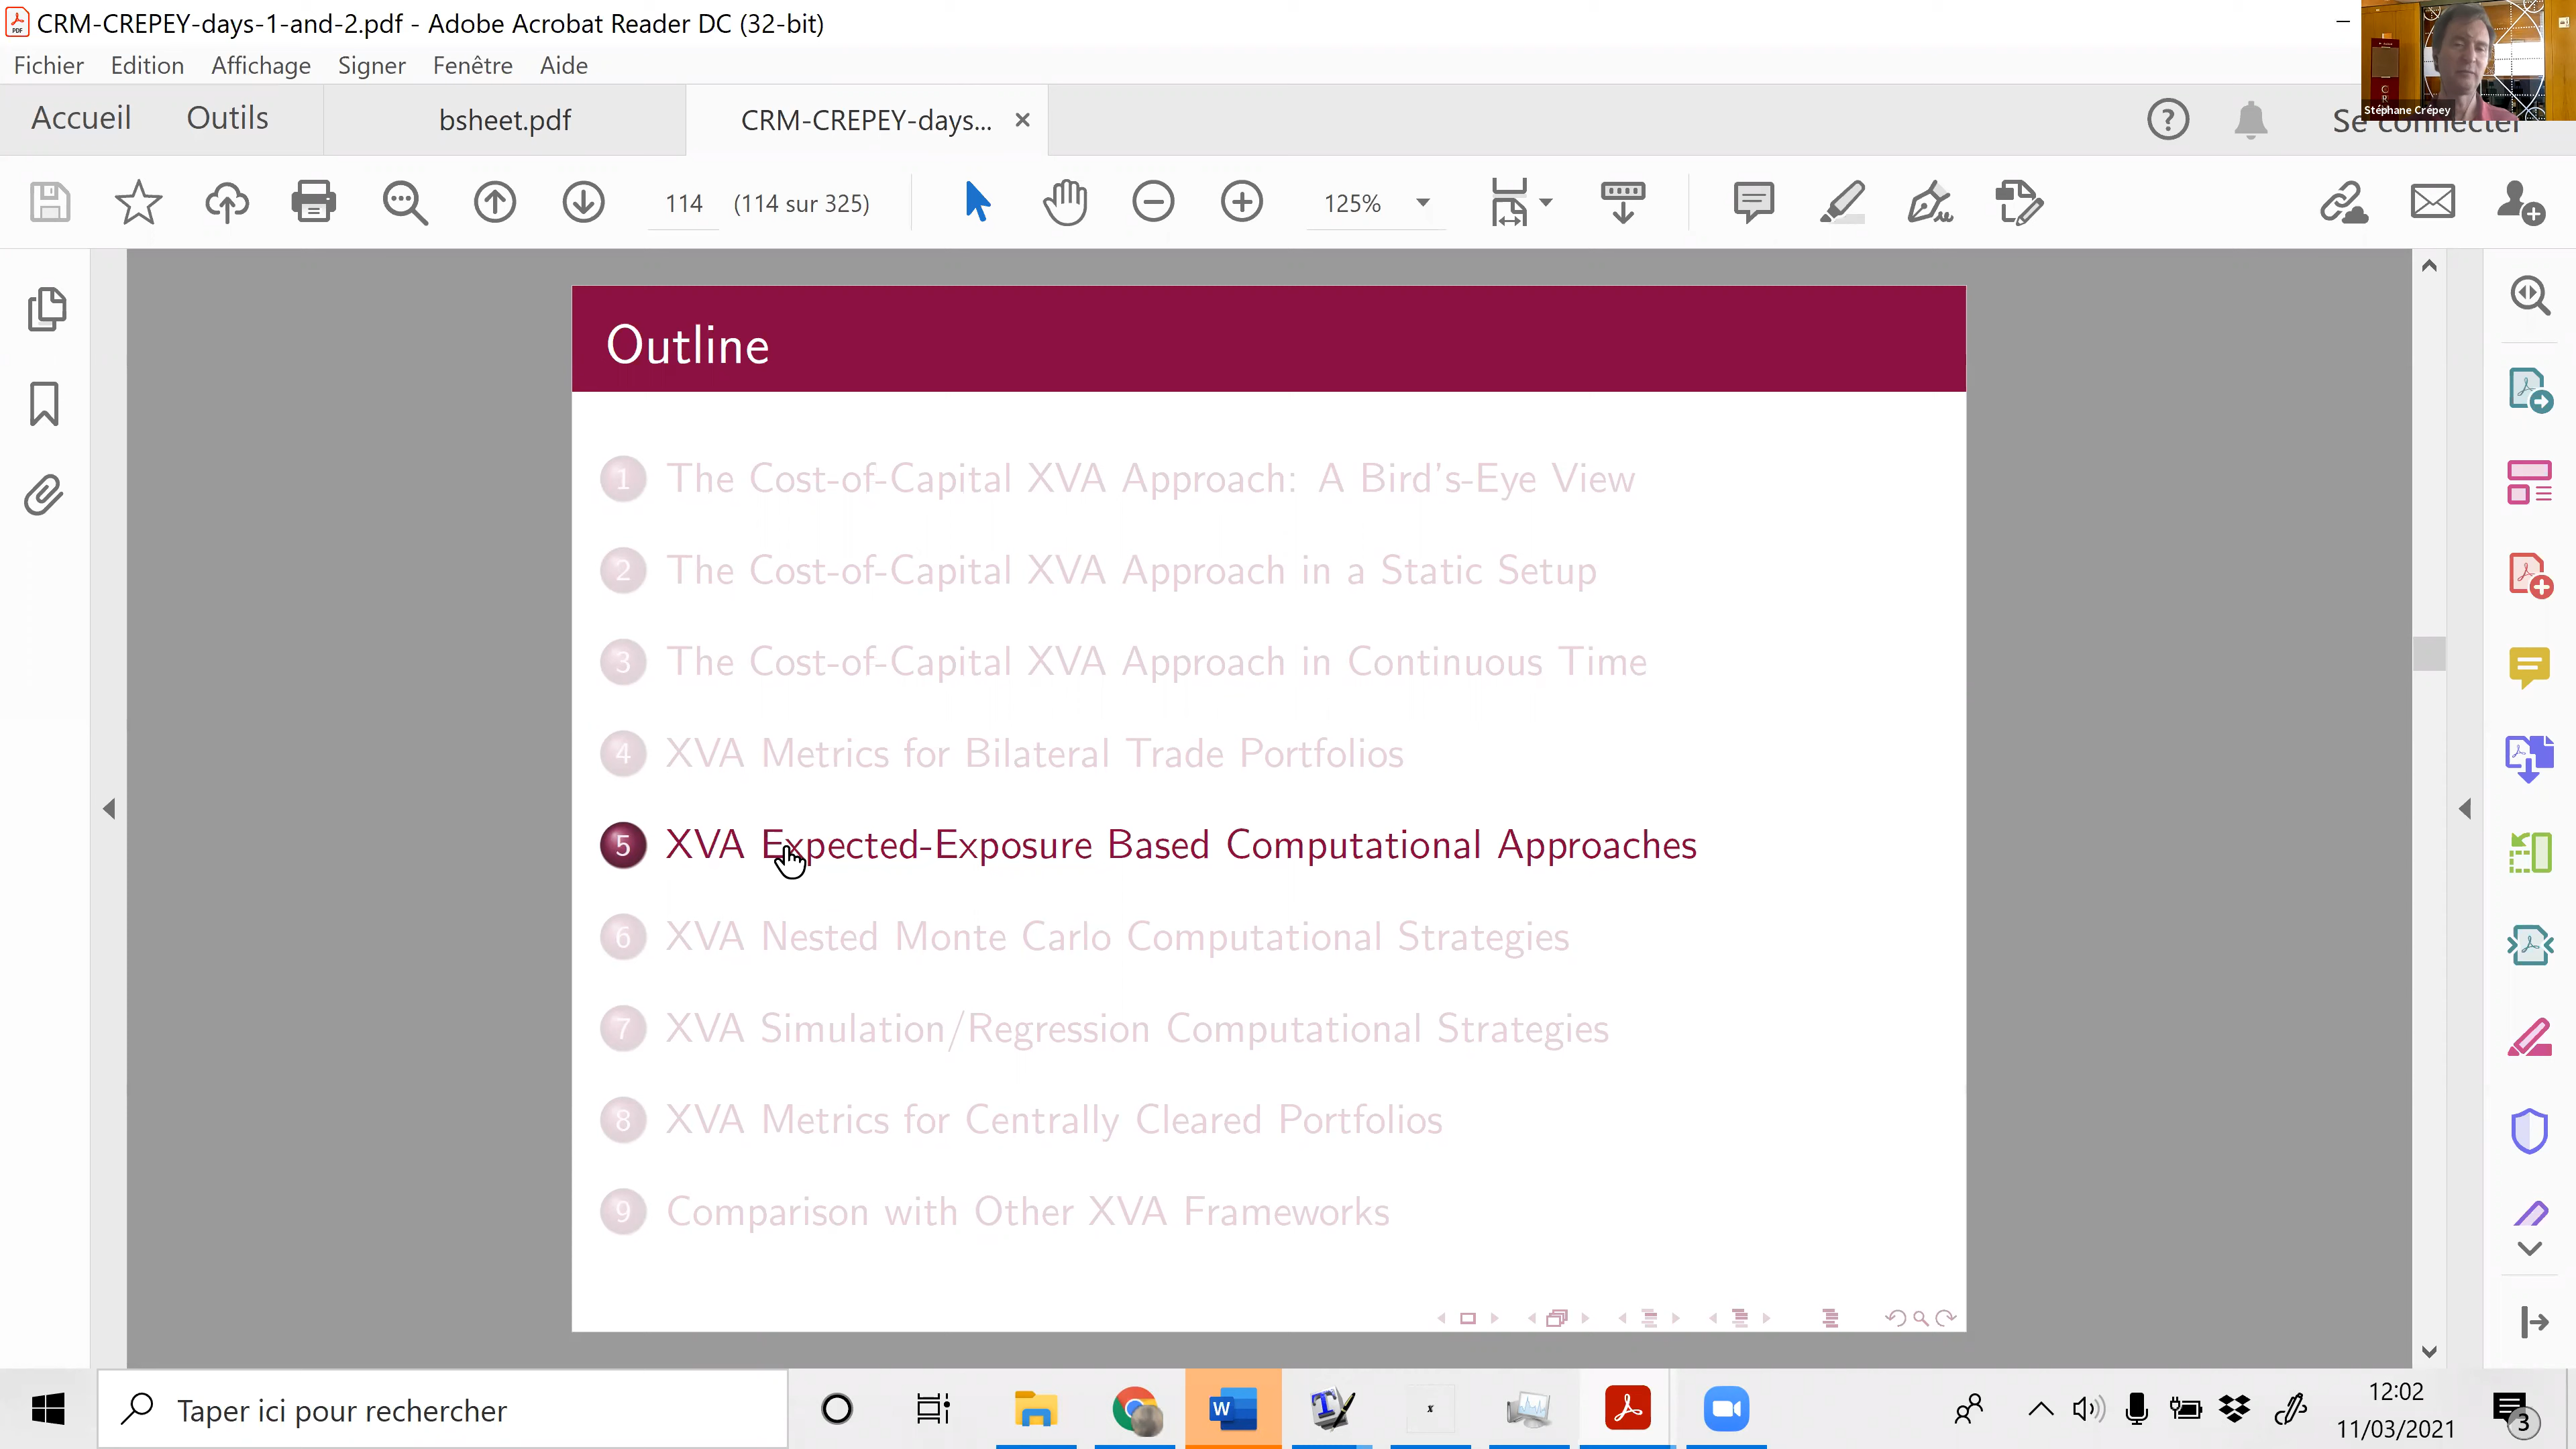 CRM-CREPEY-days-1-and-2.pdf - Adobe Acrobat Reader DC (32-bit)
Fichier Edition Affichage Signer Fenêtre Aide
Stéphane Crépey
Accueil Outils bsheet.pdf CRM-CREPEY-days... Se connecter
114 (114 sur 325) 125%
Outline
1 The Cost-of-Capital XVA Approach: A Bird's-Eye View
2 The Cost-of-Capital XVA Approach in a Static Setup
3 The Cost-of-Capital XVA Approach in Continuous Time
4 XVA Metrics for Bilateral Trade Portfolios
5 XVA Expected-Exposure Based Computational Approaches
6 XVA Nested Monte Carlo Computational Strategies
7 XVA Simulation/Regression Computational Strategies
8 XVA Metrics for Centrally Cleared Portfolios
9 Comparison with Other XVA Frameworks
Taper ici pour rechercher
12:02
11/03/2021
3